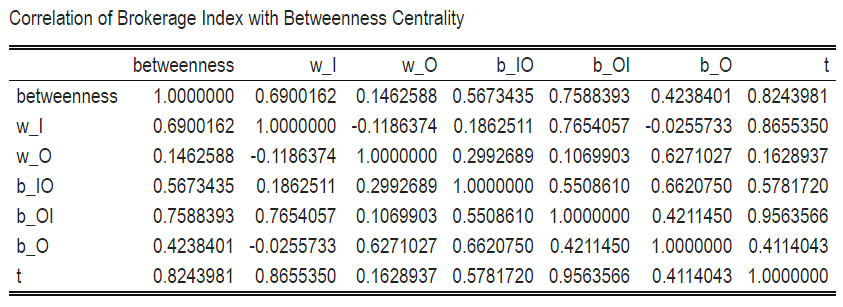 Correlation of Brokerage Index with Betweenness Centrality
betweenness w_I w_O b_IO b_OI b_O t
betweenness 1.0000000 0.6900162 0.1462588 0.5673435 0.7588393 0.4238401 0.8243981
w_I 0.6900162 1.0000000 -0.1186374 0.1862511 0.7654057 -0.0255733 0.8655350
w_O 0.1462588 -0.1186374 1.0000000 0.2992689 0.1069903 0.6271027 0.1628937
b_IO 0.5673435 0.1862511 0.2992689 1.0000000 0.5508610 0.6620750 0.5781720
b_OI 0.7588393 0.7654057 0.1069903 0.5508610 1.0000000 0.4211450 0.9563566
b_O 0.4238401 -0.0255733 0.6271027 0.6620750 0.4211450 1.0000000 0.4114043
t 0.8243981 0.8655350 0.1628937 0.5781720 0.9563566 0.4114043 1.0000000